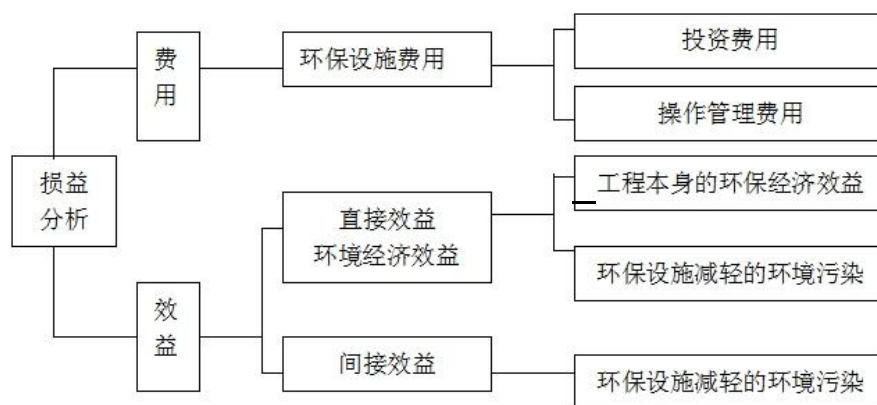 费
用
环保设施费用
投资费用
操作管理费用
损益
分析
工程本身的环保经济效益
直接效益
环境经济效益
环保设施减轻的环境污染
效
益
间接效益
环保设施减轻的环境污染